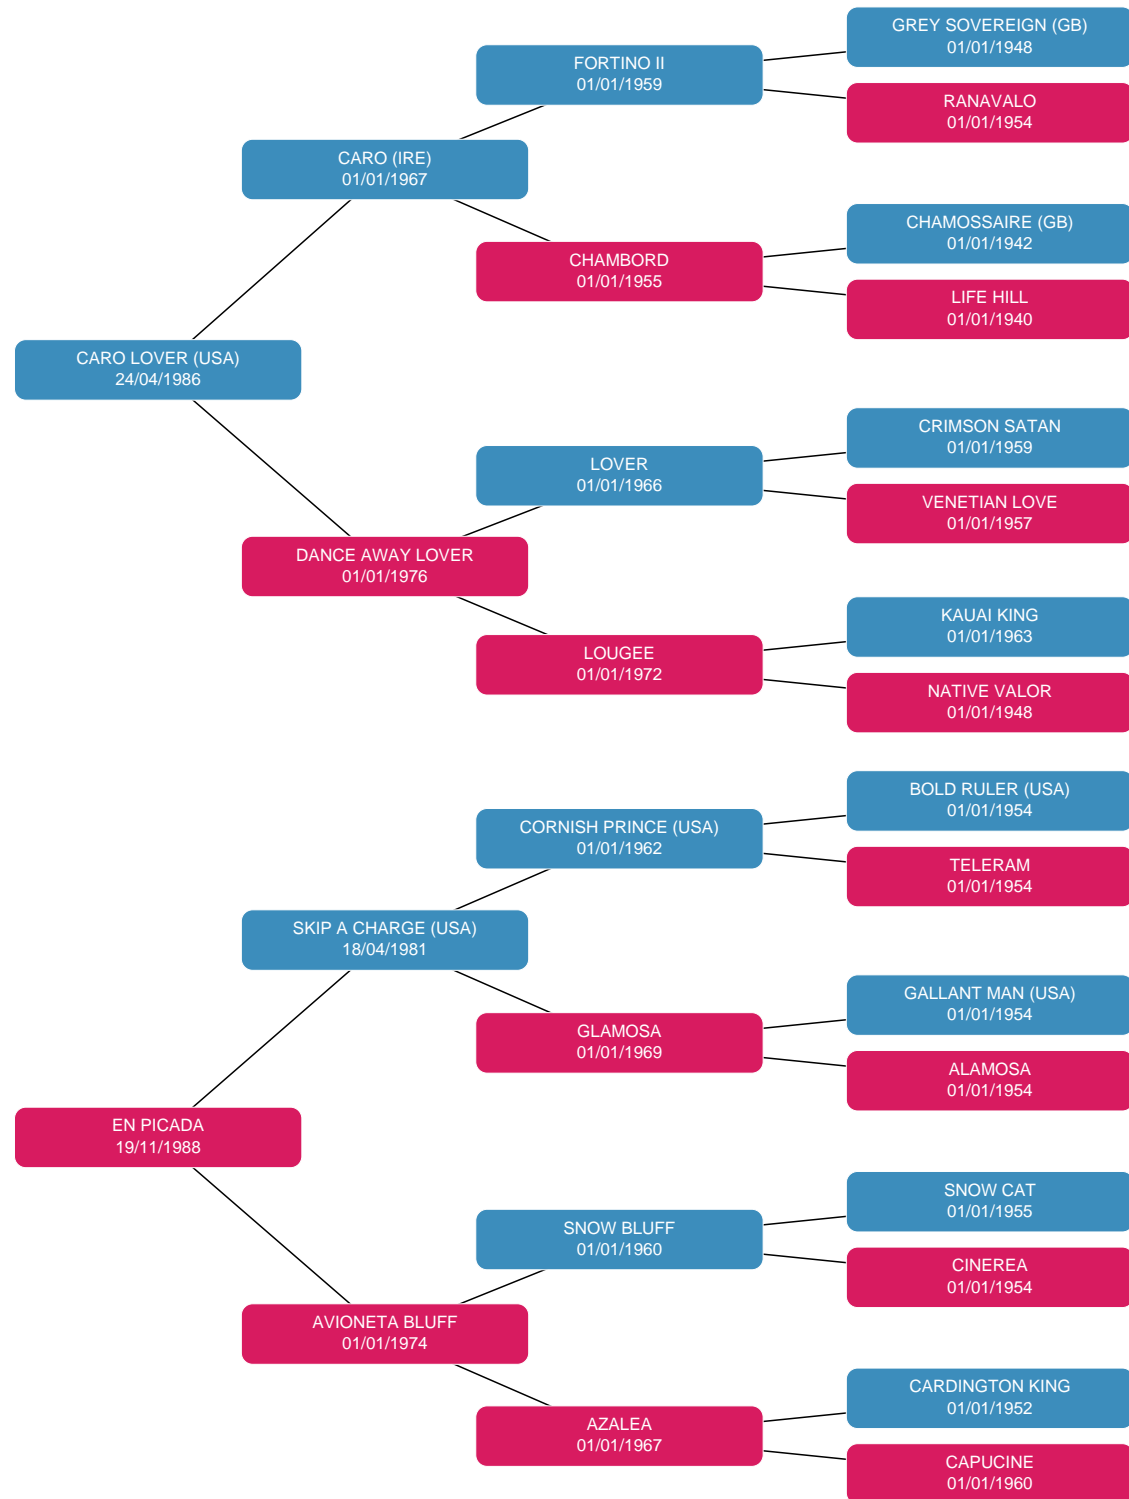 GREY SOVEREIGN (GB)
01/01/1948
FORTINO II
01/01/1959
RANAVALO
01/01/1954
CARO (IRE)
01/01/1967
CHAMOSSAIRE (GB)
01/01/1942
CHAMBORD
01/01/1955
LIFE HILL
01/01/1940
CARO LOVER (USA)
24/04/1986
CRIMSON SATAN
01/01/1959
LOVER
01/01/1966
VENETIAN LOVE
01/01/1957
DANCE AWAY LOVER
01/01/1976
KAUAI KING
01/01/1963
LOUGEE
01/01/1972
NATIVE VALOR
01/01/1948
BOLD RULER (USA)
01/01/1954
CORNISH PRINCE (USA)
01/01/1962
TELERAM
01/01/1954
SKIP A CHARGE (USA)
18/04/1981
GALLANT MAN (USA)
01/01/1954
GLAMOSA
01/01/1969
ALAMOSA
01/01/1954
EN PICADA
19/11/1988
SNOW CAT
01/01/1955
SNOW BLUFF
01/01/1960
CINEREA
01/01/1954
AVIONETA BLUFF
01/01/1974
CARDINGTON KING
01/01/1952
AZALEA
01/01/1967
CAPUCINE
01/01/1960